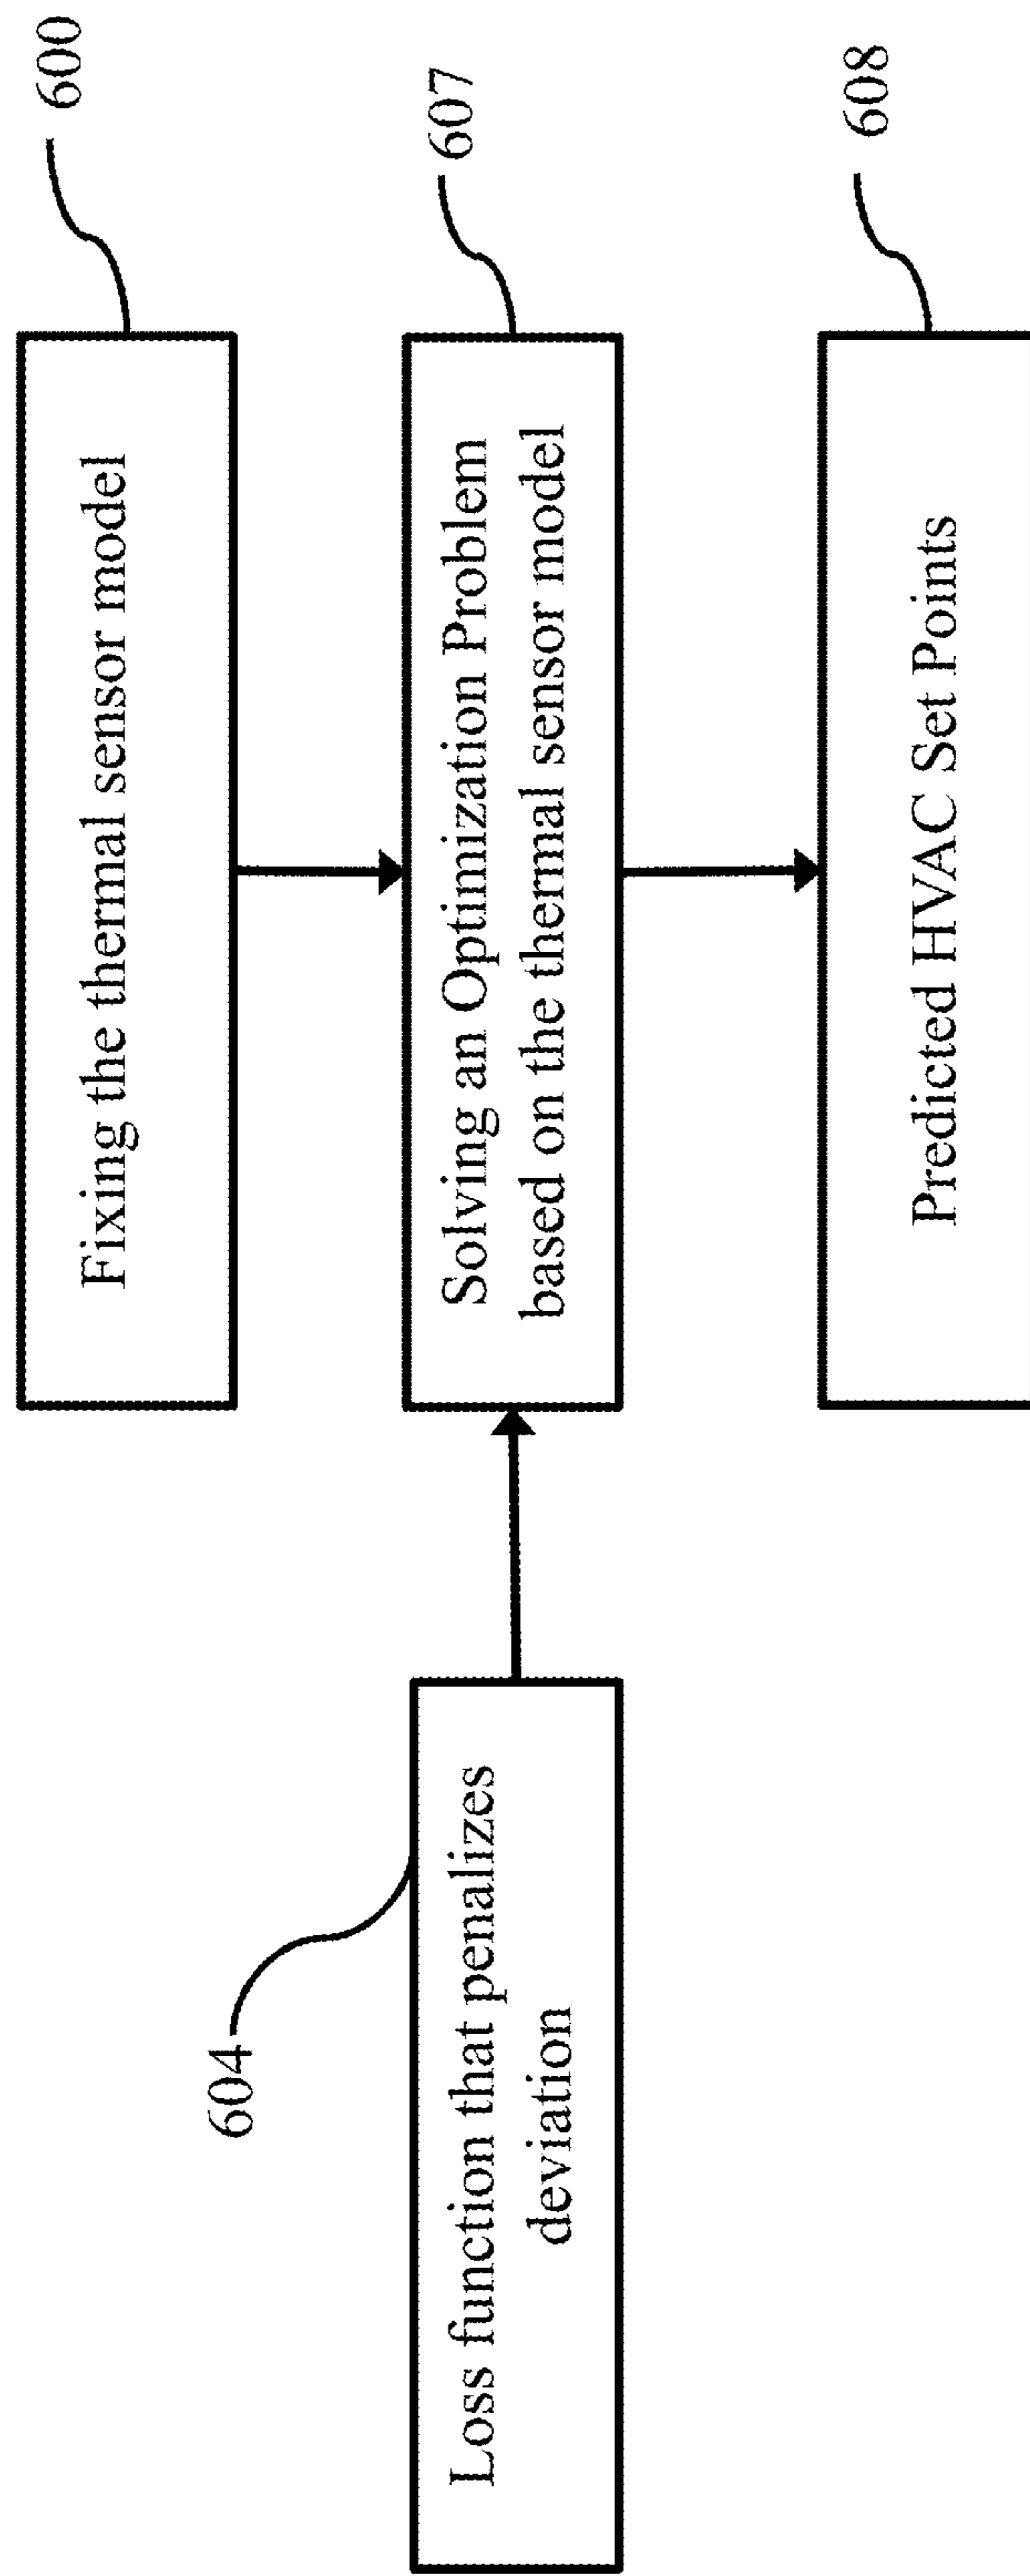 600
Fixing the thermal sensor model
604
Loss function that penalizes
deviation
607
Solving an Optimization Problem
based on the thermal sensor model
608
Predicted HVAC Set Points